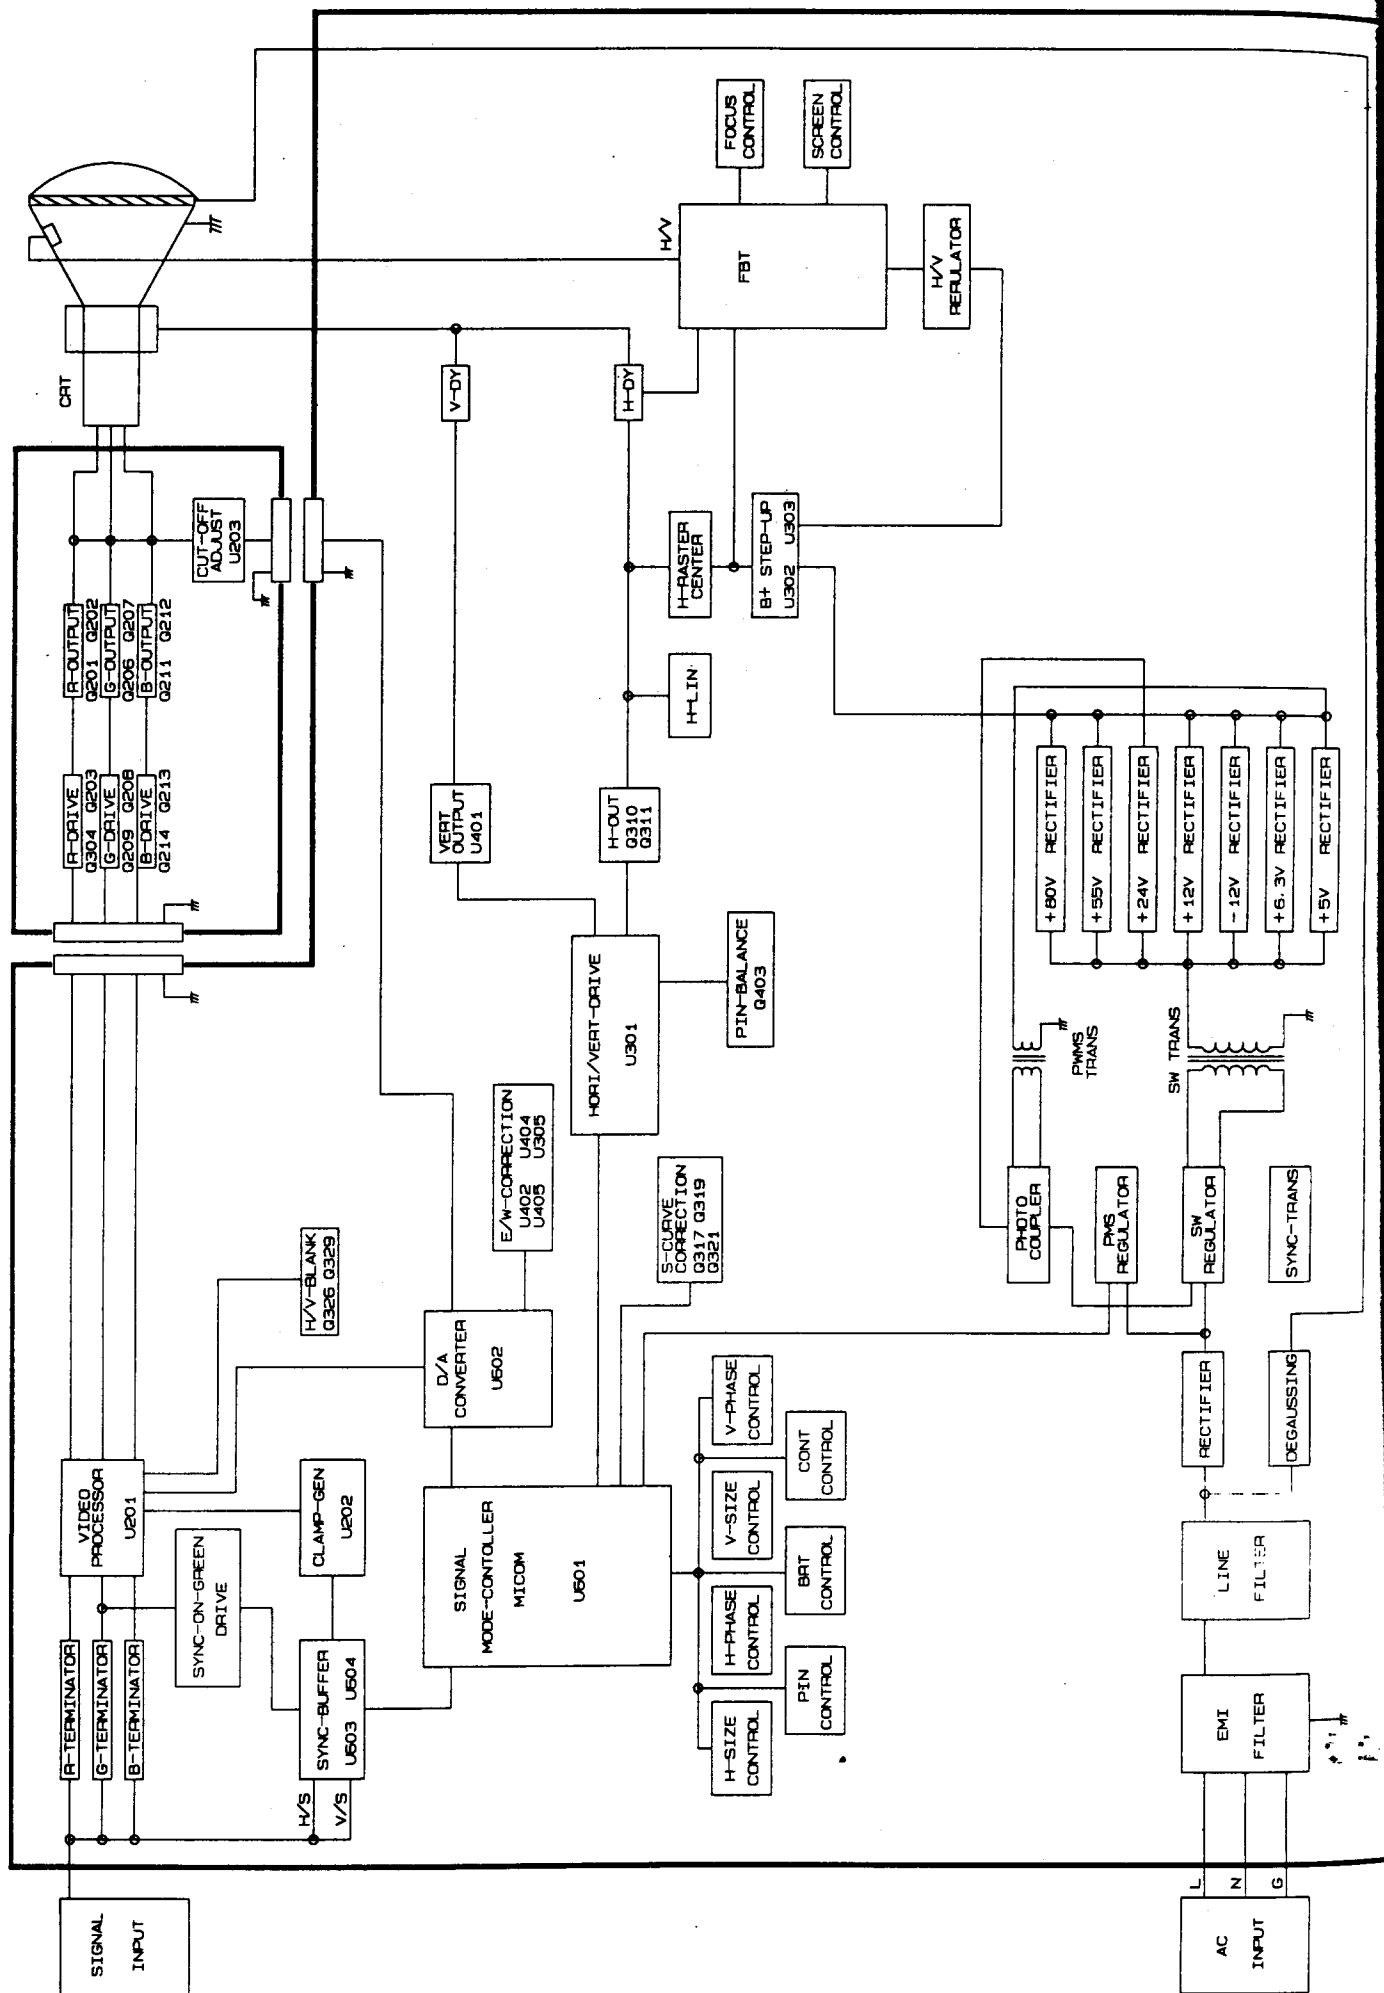 SIGNAL
INPUT
R-TERMINATOR
G-TERMINATOR
B-TERMINATOR
H/S
V/S
SYNC-ON-GREEN
DRIVE
SYNC-BUFFER
U603 U604
VIDEO
PROCESSOR
U201
CLAMP-GEN
U202
H/V-BLANK
Q326 Q329
R-DRIVE
Q304 Q203
G-DRIVE
Q209 Q208
B-DRIVE
Q214 Q213
R-OUTPUT
Q201 Q202
G-OUTPUT
Q206 Q207
B-OUTPUT
Q211 Q212
CUT-OFF
ADJUST
U203
CRT
SIGNAL
MODE-CONTOLLER
MICOM
U601
D/A
CONVERTER
U602
E/W-CORRECTION
U402 U404
U405 U305
S-CURVE
CORRECTION
Q317 Q319
Q321
HORI/VERT-DRIVE
U301
PIN-BALANCE
Q403
VERT
OUTPUT
U401
H-OUT
Q310
Q311
V-DY
H-DY
H-LIN
H-RASTER
CENTER
B+ STEP-UP
U302 U303
H/V
FBT
FOCUS
CONTROL
SCREEN
CONTROL
H/V
RERULATOR
H-SIZE
CONTROL
PIN
CONTROL
H-PHASE
CONTROL
BRT
CONTROL
V-SIZE
CONTROL
CONT
CONTROL
V-PHASE
CONTROL
AC
INPUT
L
N
G
EMI
FILTER
LINE
FILTER
RECTIFIER
DEGAUSSING
PHOTO
COUPLER
PMS
REGULATOR
SW
REGULATOR
SYNC-TRANS
PWMS
TRANS
SW TRANS
+80V RECTIFIER
+55V RECTIFIER
+24V RECTIFIER
+12V RECTIFIER
-12V RECTIFIER
+6.3V RECTIFIER
+5V RECTIFIER